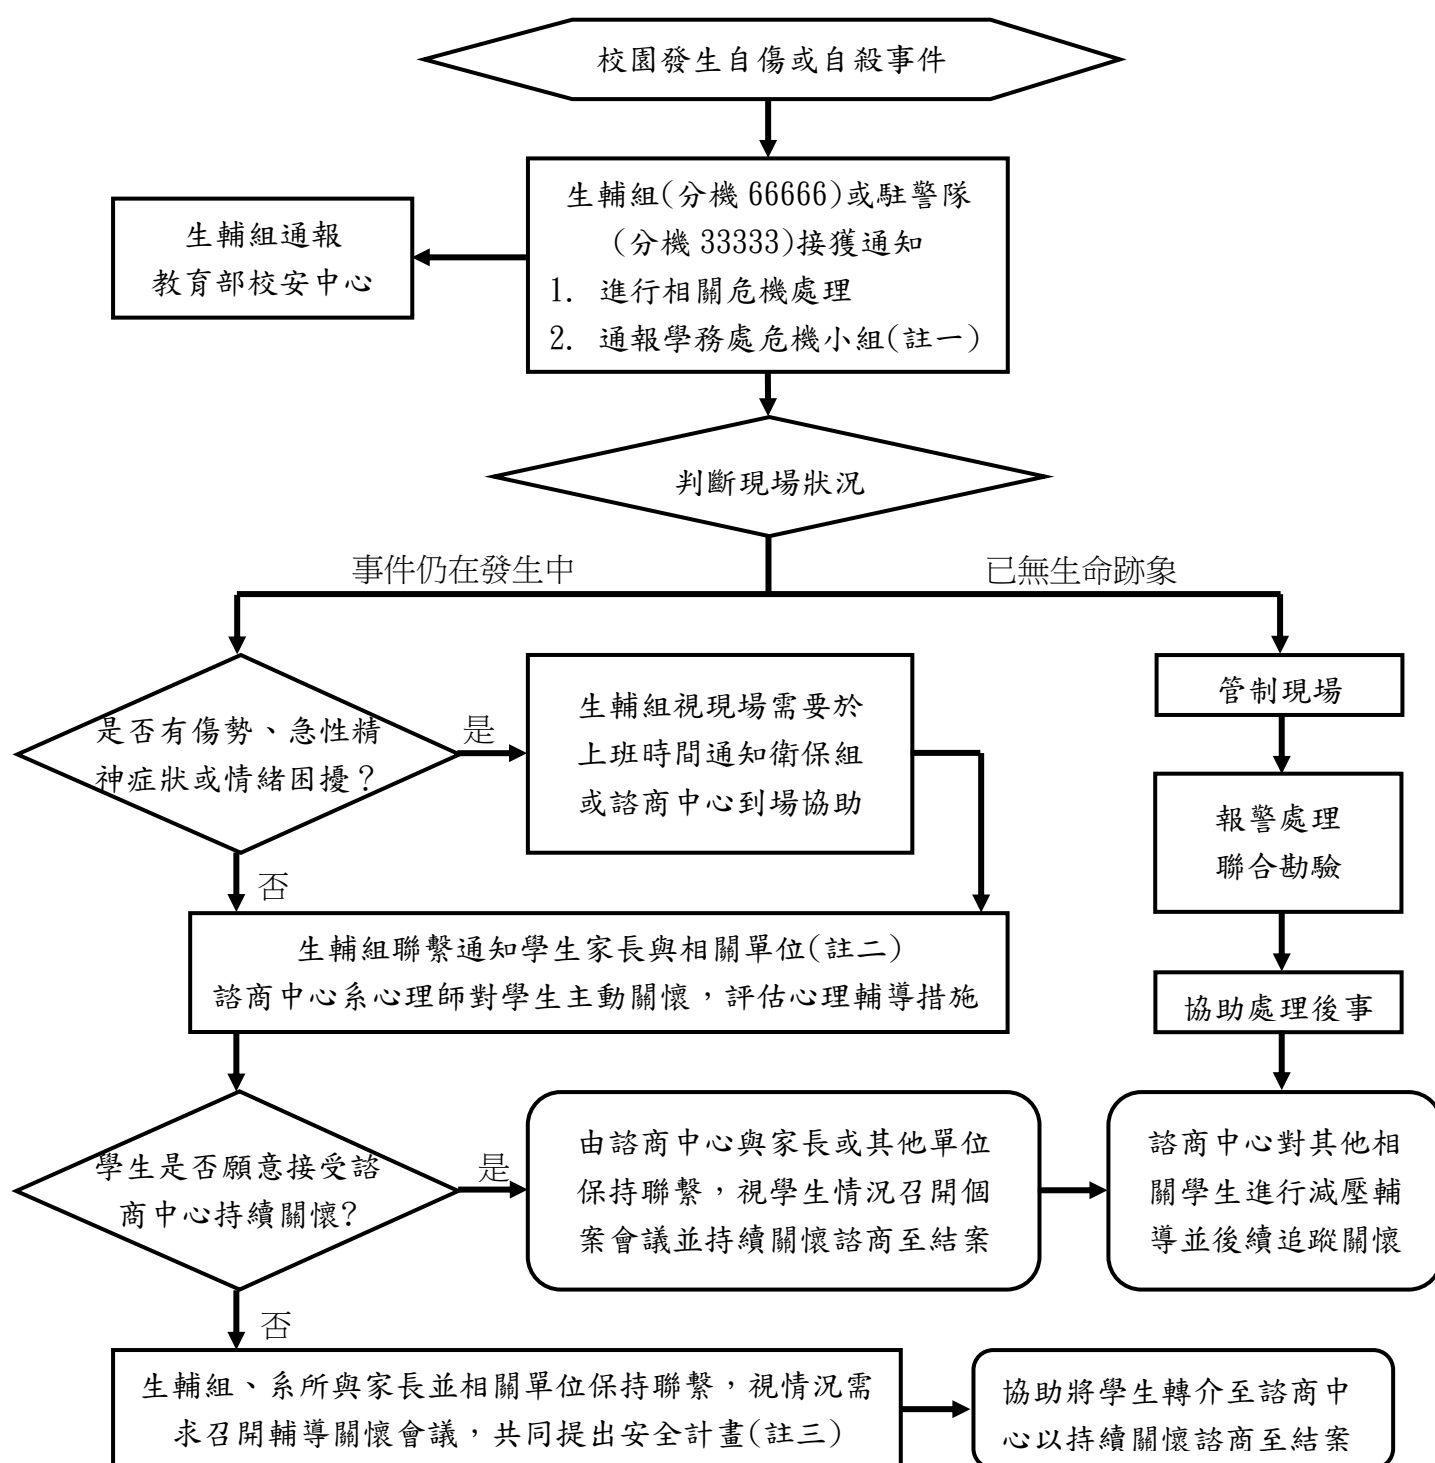 校園發生自傷或自殺事件
生輔組(分機 66666)或駐警隊
(分機 33333)接獲通知
1. 進行相關危機處理
2. 通報學務處危機小組(註一)
生輔組通報
教育部校安中心
判斷現場狀況
事件仍在發生中
已無生命跡象
是否有傷勢、急性精
神症狀或情緒困擾？
是
生輔組視現場需要於
上班時間通知衛保組
或諮商中心到場協助
管制現場
報警處理
聯合勘驗
否
生輔組聯繫通知學生家長與相關單位(註二)
諮商中心系心理師對學生主動關懷，評估心理輔導措施
協助處理後事
學生是否願意接受諮
商中心持續關懷?
是
由諮商中心與家長或其他單位
保持聯繫，視學生情況召開個
案會議並持續關懷諮商至結案
諮商中心對其他相
關學生進行減壓輔
導並後續追蹤關懷
否
生輔組、系所與家長並相關單位保持聯繫，視情況需
求召開輔導關懷會議，共同提出安全計畫(註三)
協助將學生轉介至諮商中
心以持續關懷諮商至結案